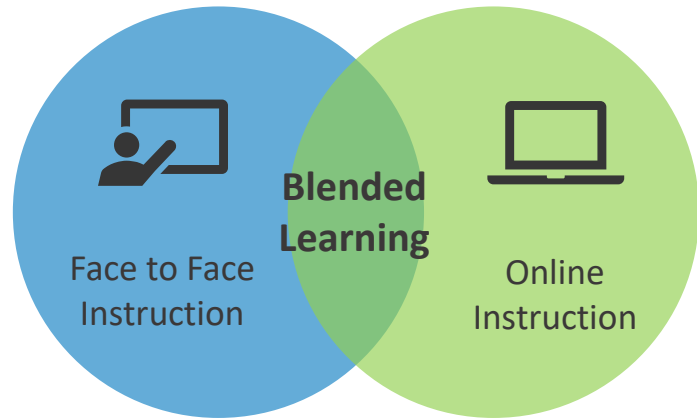 Face to Face
Instruction
Blended
Learning
Online
Instruction